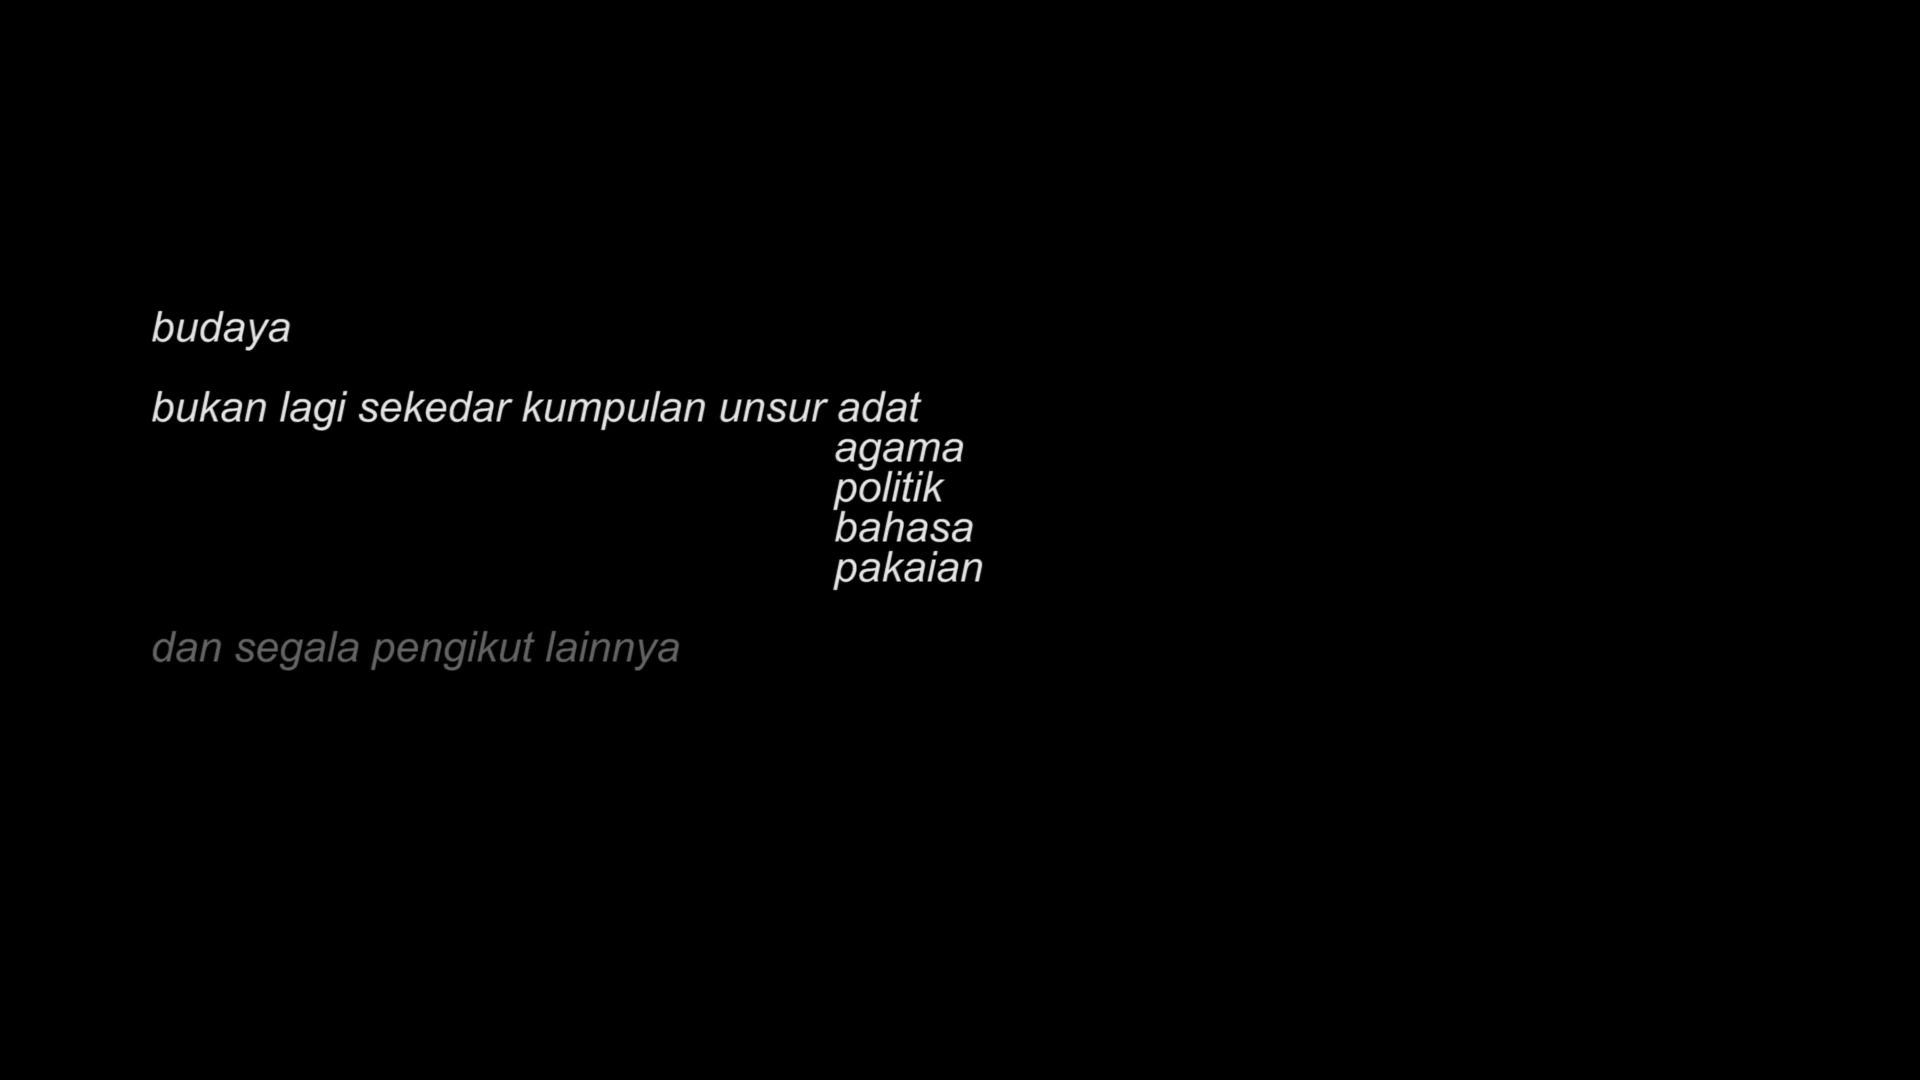 budaya
bukan lagi sekedar kumpulan unsur adat
agama
politik
bahasa
pakaian
dan segala pengikut lainnya